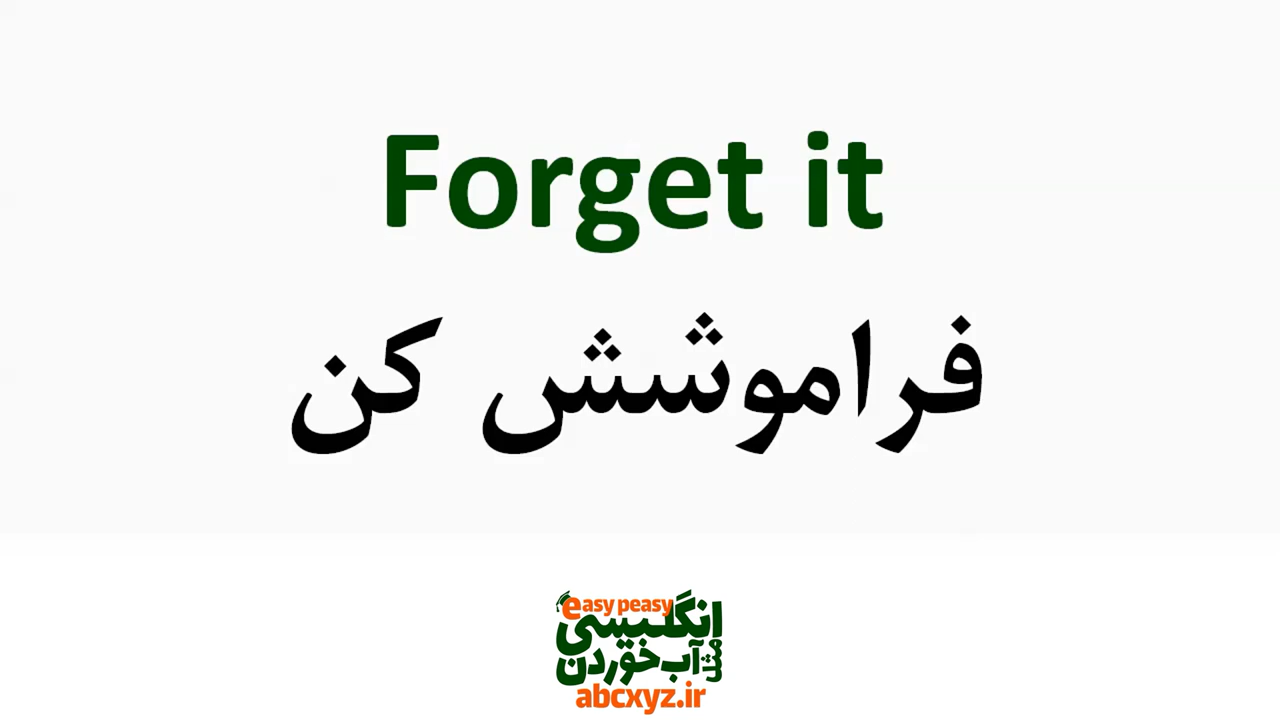 Forget it
فراموشش کن
easy peasy
انگلیسی
مثل آب خوردن
abcxyz.ir